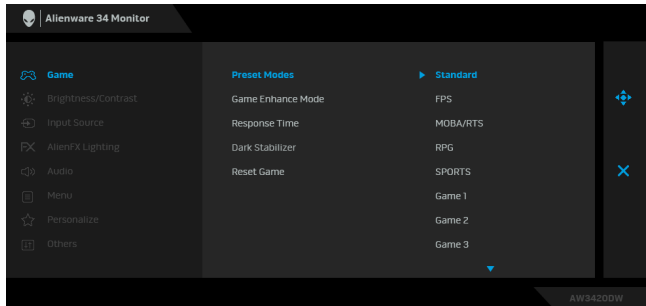 Alienware 34 Monitor
Game
Preset Modes
Standard
Brightness/Contrast
Game Enhance Mode
FPS
Input Source
Response Time
MOBA/RTS
FX
AlienFX Lighting
Dark Stabilizer
RPG
Audio
Reset Game
SPORTS
Menu
Game 1
Personalize
Game 2
Others
Game 3
AW3420DW